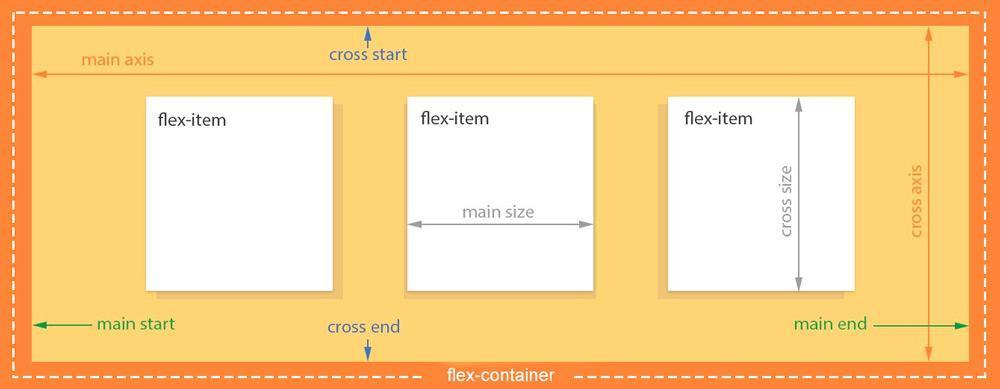 cross start
main axis
flex-item
flex-item
flex-item
cross size
cross axis
main size
main start
cross end
main end
flex-container